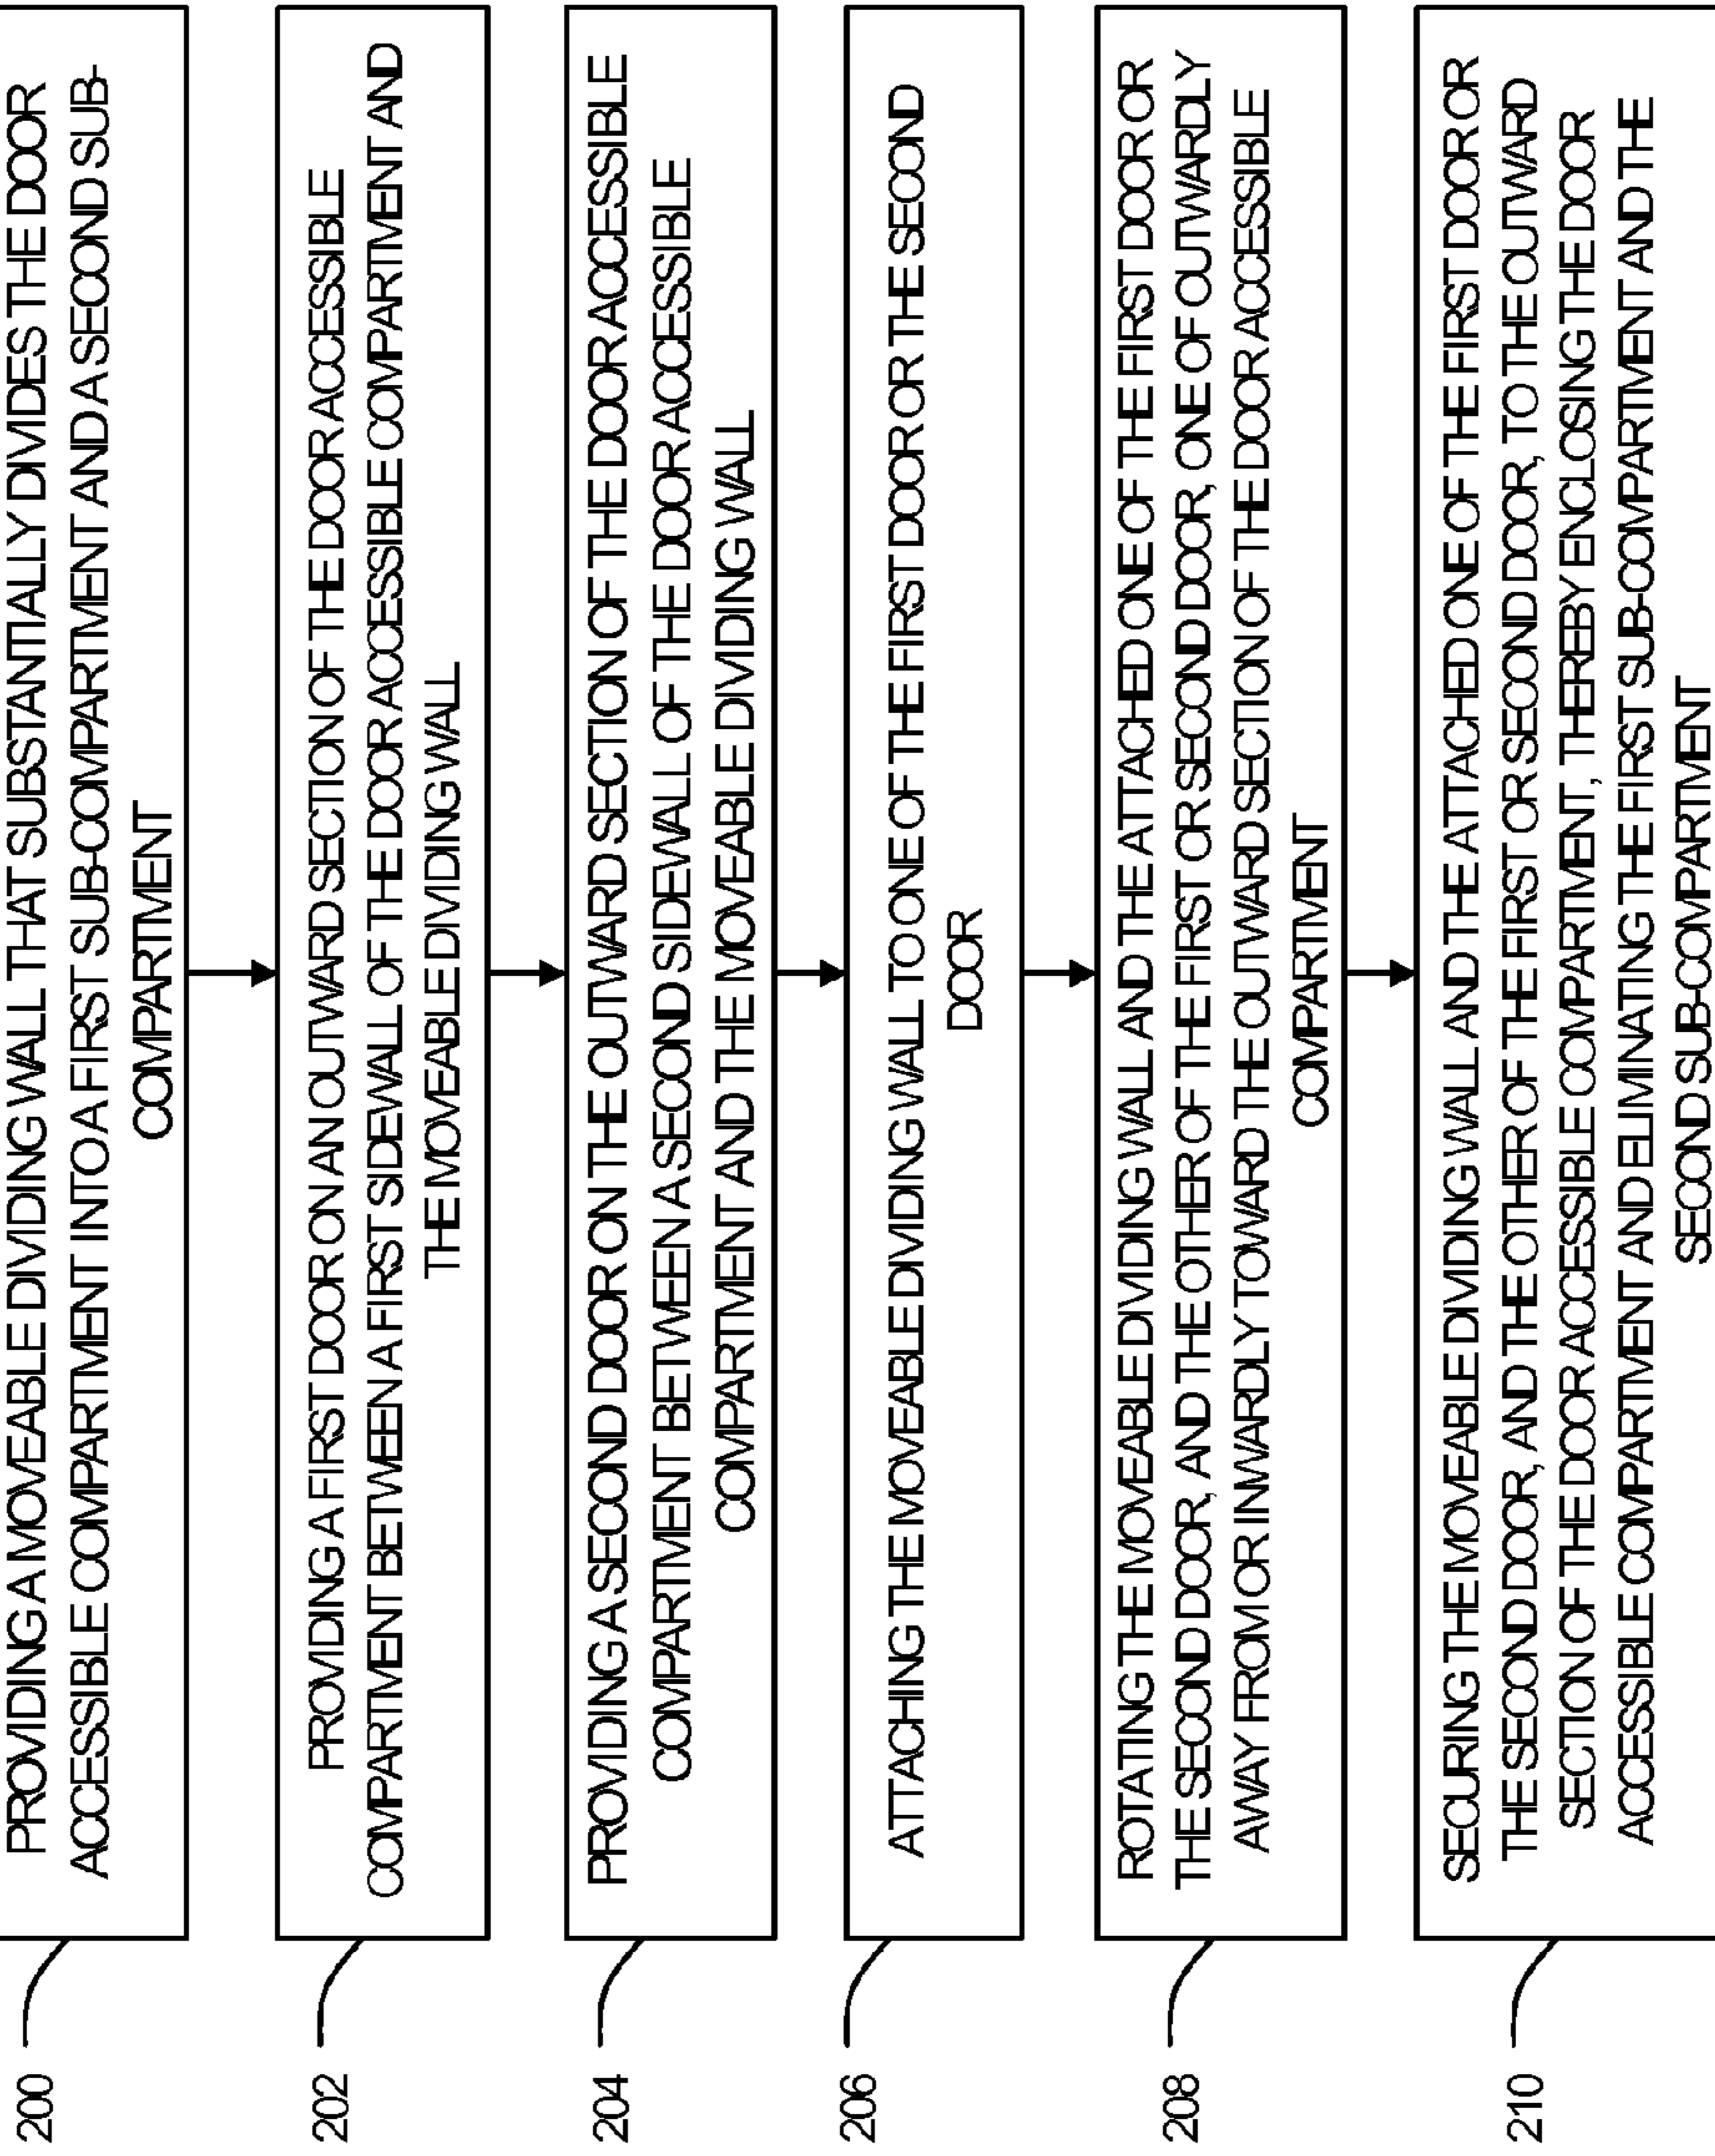 200
PROVIDING A MOVEABLE DIVIDING WALL THAT SUBSTANTIALLY DIVIDES THE DOOR
ACCESSIBLE COMPARTMENT INTO A FIRST SUB-COMPARTMENT AND A SECOND SUB-
COMPARTMENT
202
PROVIDING A FIRST DOOR ON AN OUTWARD SECTION OF THE DOOR ACCESSIBLE
COMPARTMENT BETWEEN A FIRST SIDEWALL OF THE DOOR ACCESSIBLE COMPARTMENT AND
THE MOVEABLE DIVIDING WALL
204
PROVIDING A SECOND DOOR ON THE OUTWARD SECTION OF THE DOOR ACCESSIBLE
COMPARTMENT BETWEEN A SECOND SIDEWALL OF THE DOOR ACCESSIBLE
COMPARTMENT AND THE MOVEABLE DIVIDING WALL
206
ATTACHING THE MOVEABLE DIVIDING WALL TO ONE OF THE FIRST DOOR OR THE SECOND
DOOR
208
ROTATING THE MOVEABLE DIVIDING WALL AND THE ATTACHED ONE OF THE FIRST DOOR OR
THE SECOND DOOR, AND THE OTHER OF THE FIRST OR SECOND DOOR, ONE OF OUTWARDLY
AWAY FROM OR INWARDLY TOWARD THE OUTWARD SECTION OF THE DOOR ACCESSIBLE
COMPARTMENT
210
SECURING THE MOVEABLE DIVIDING WALL AND THE ATTACHED ONE OF THE FIRST DOOR OR
THE SECOND DOOR, AND THE OTHER OF THE FIRST OR SECOND DOOR, TO THE OUTWARD
SECTION OF THE DOOR ACCESSIBLE COMPARTMENT, THEREBY ENCLOSING THE DOOR
ACCESSIBLE COMPARTMENT AND ELIMINATING THE FIRST SUB-COMPARTMENT AND THE
SECOND SUB-COMPARTMENT